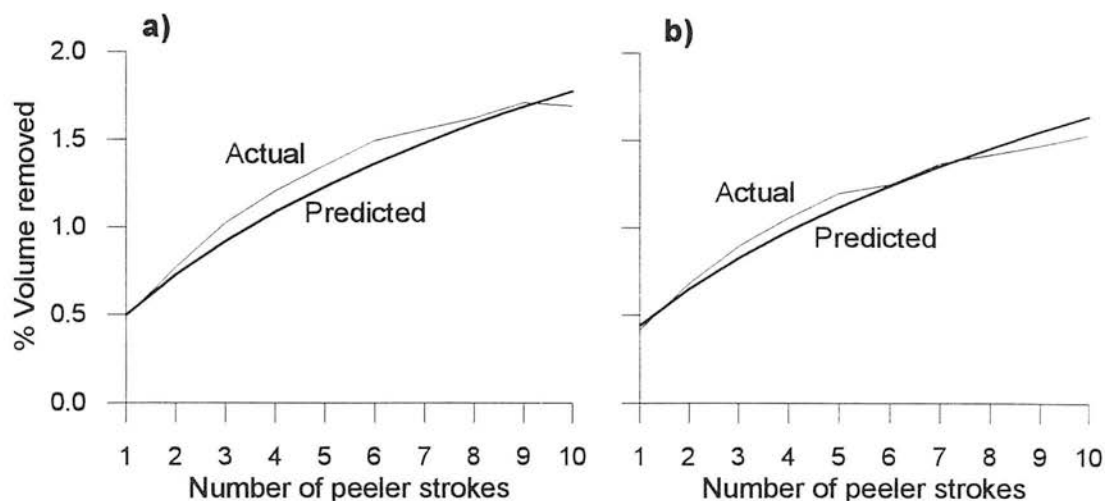 a)
2.0
1.5
1.0
0.5
0.0
% Volume removed
Actual
Predicted
1 2 3 4 5 6 7 8 9 10
Number of peeler strokes
b)
Actual
Predicted
1 2 3 4 5 6 7 8 9 10
Number of peeler strokes